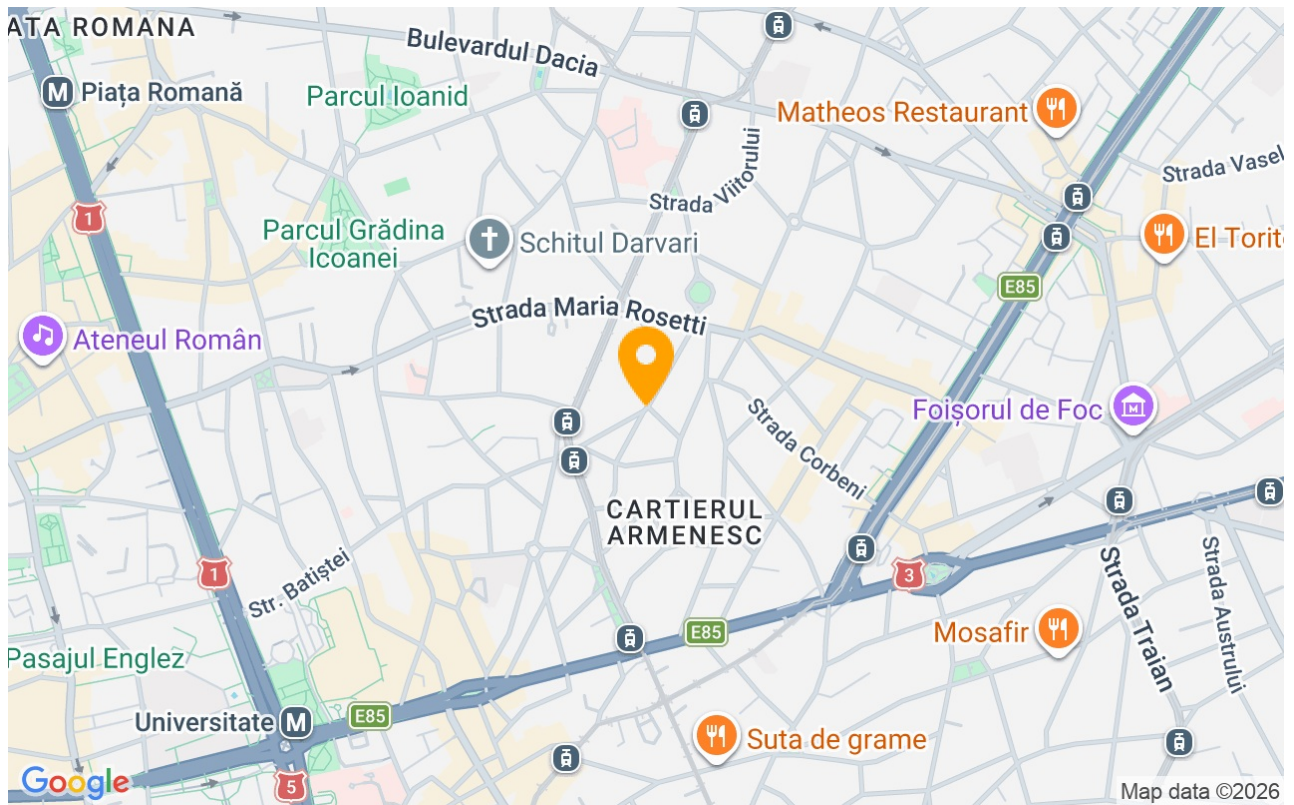 ATA ROMANA
Bulevardul Dacia
M Piața Romană
Parcul Ioanid
Matheos Restaurant
Strada Viitorului
Strada Vasel
1
Parcul Grădina
Icoanei
Schitul Darvari
El Torit
E85
Strada Maria Rosetti
Ateneul Român
Foișorul de Foc
Strada Corbeni
CARTIERUL
ARMENESC
1
Str. Batiștei
3
Strada Traian
Strada Austrului
E85
Mosafir
Pasajul Englez
Universitate M
E85
Suta de grame
5
Google
Map data ©2026